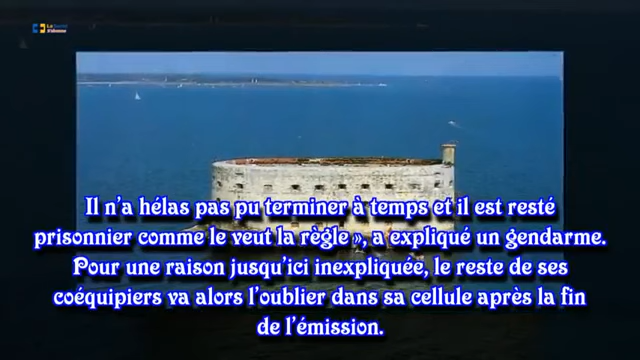 Il n'a hélas pas pu terminer à temps et il est resté
prisonnier comme le veut la règle », a expliqué un gendarme.
Pour une raison jusqu'ici inexpliquée, le reste de ses
coéquipiers va alors l'oublier dans sa cellule après la fin
de l'émission.